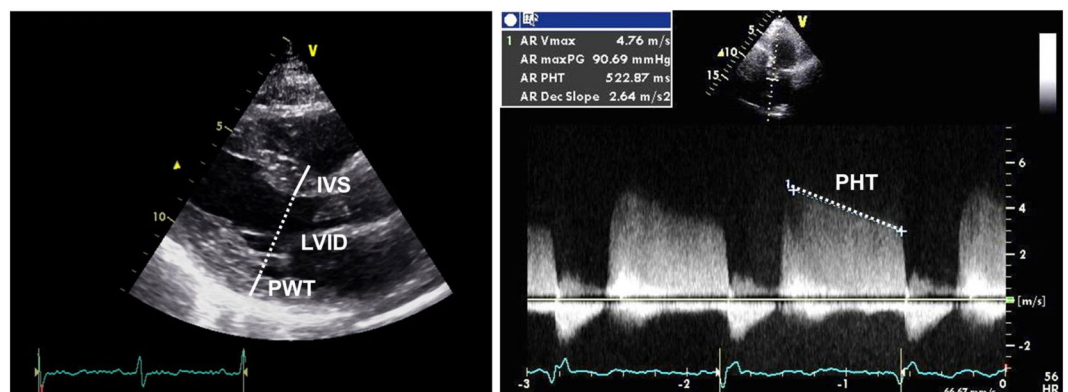 V
5
10
IVS
LVID
PWT
1 AR Vmax 4.76 m/s
AR maxPG 90.69 mmHg
AR PHT 522.87 ms
AR Dec Slope 2.64 m/s2
V
5
10
15
1
PHT
6
4
2
[m/s]
-2
-3
-2
-1
0
56
HR